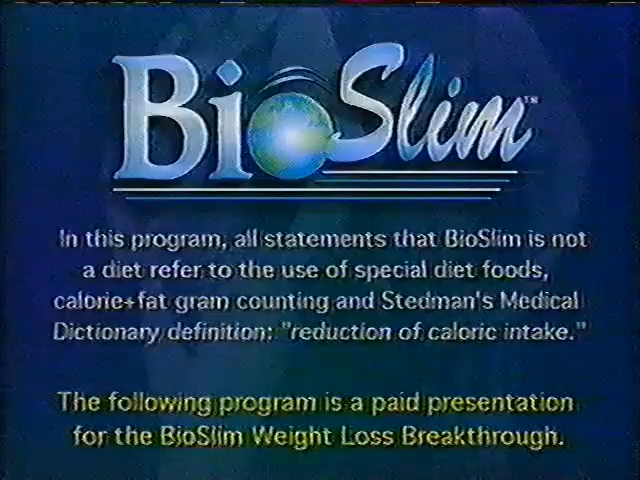 BioSlim™
In this program, all statements that BioSlim is not
a diet refer to the use of special diet foods,
calorie+fat gram counting and Stedman's Medical
Dictionary definition: "reduction of caloric intake."
The following program is a paid presentation
for the BioSlim Weight Loss Breakthrough.